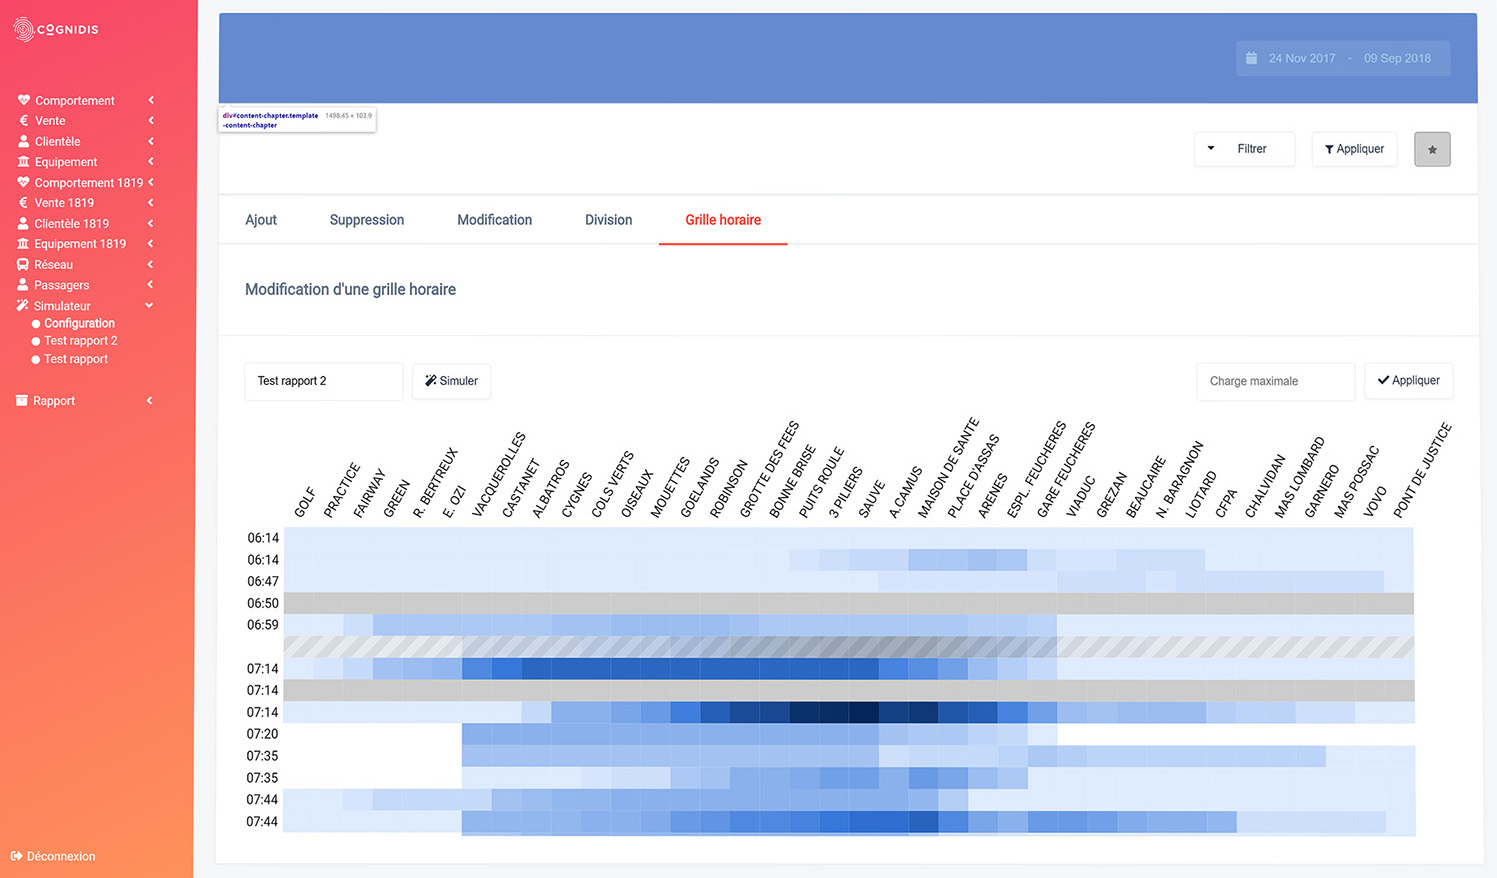 COGNIDIS
Comportement
Vente
Clientèle
Equipement
Comportement 1819
Vente 1819
Clientèle 1819
Equipement 1819
Réseau
Passagers
Simulateur
Configuration
Test rapport 2
Test rapport
Rapport
Déconnexion
24 Nov 2017 - 09 Sep 2018
div#content-chapter.template 1498.45 × 103.9
-content-chapter
Filtrer
Appliquer
Ajout Suppression Modification Division Grille horaire
Modification d'une grille horaire
Test rapport 2
Simuler
Charge maximale
Appliquer
GOLF
PRACTICE
FAIRWAY
GREEN
R. BERTREUX
E. OZI
VACQUEROLLES
CASTANET
ALBATROS
CYGNES
COLS VERTS
OISEAUX
MOUETTES
GOELANDS
ROBINSON
GROTTE DES FEES
BONNE BRISE
PUITS ROULE
3 PILIERS
SAUVE
A.CAMUS
MAISON DE SANTE
PLACE D'ASSAS
ARENES
ESPL. FEUCHERES
GARE FEUCHERES
VIADUC
GREZAN
BEAUCAIRE
N. BARAGNON
LIOTARD
CFPA
CHALVIDAN
MAS LOMBARD
GARNERO
MAS POSSAC
VOVO
PONT DE JUSTICE
06:14
06:14
06:47
06:50
06:59
07:14
07:14
07:14
07:20
07:35
07:35
07:44
07:44